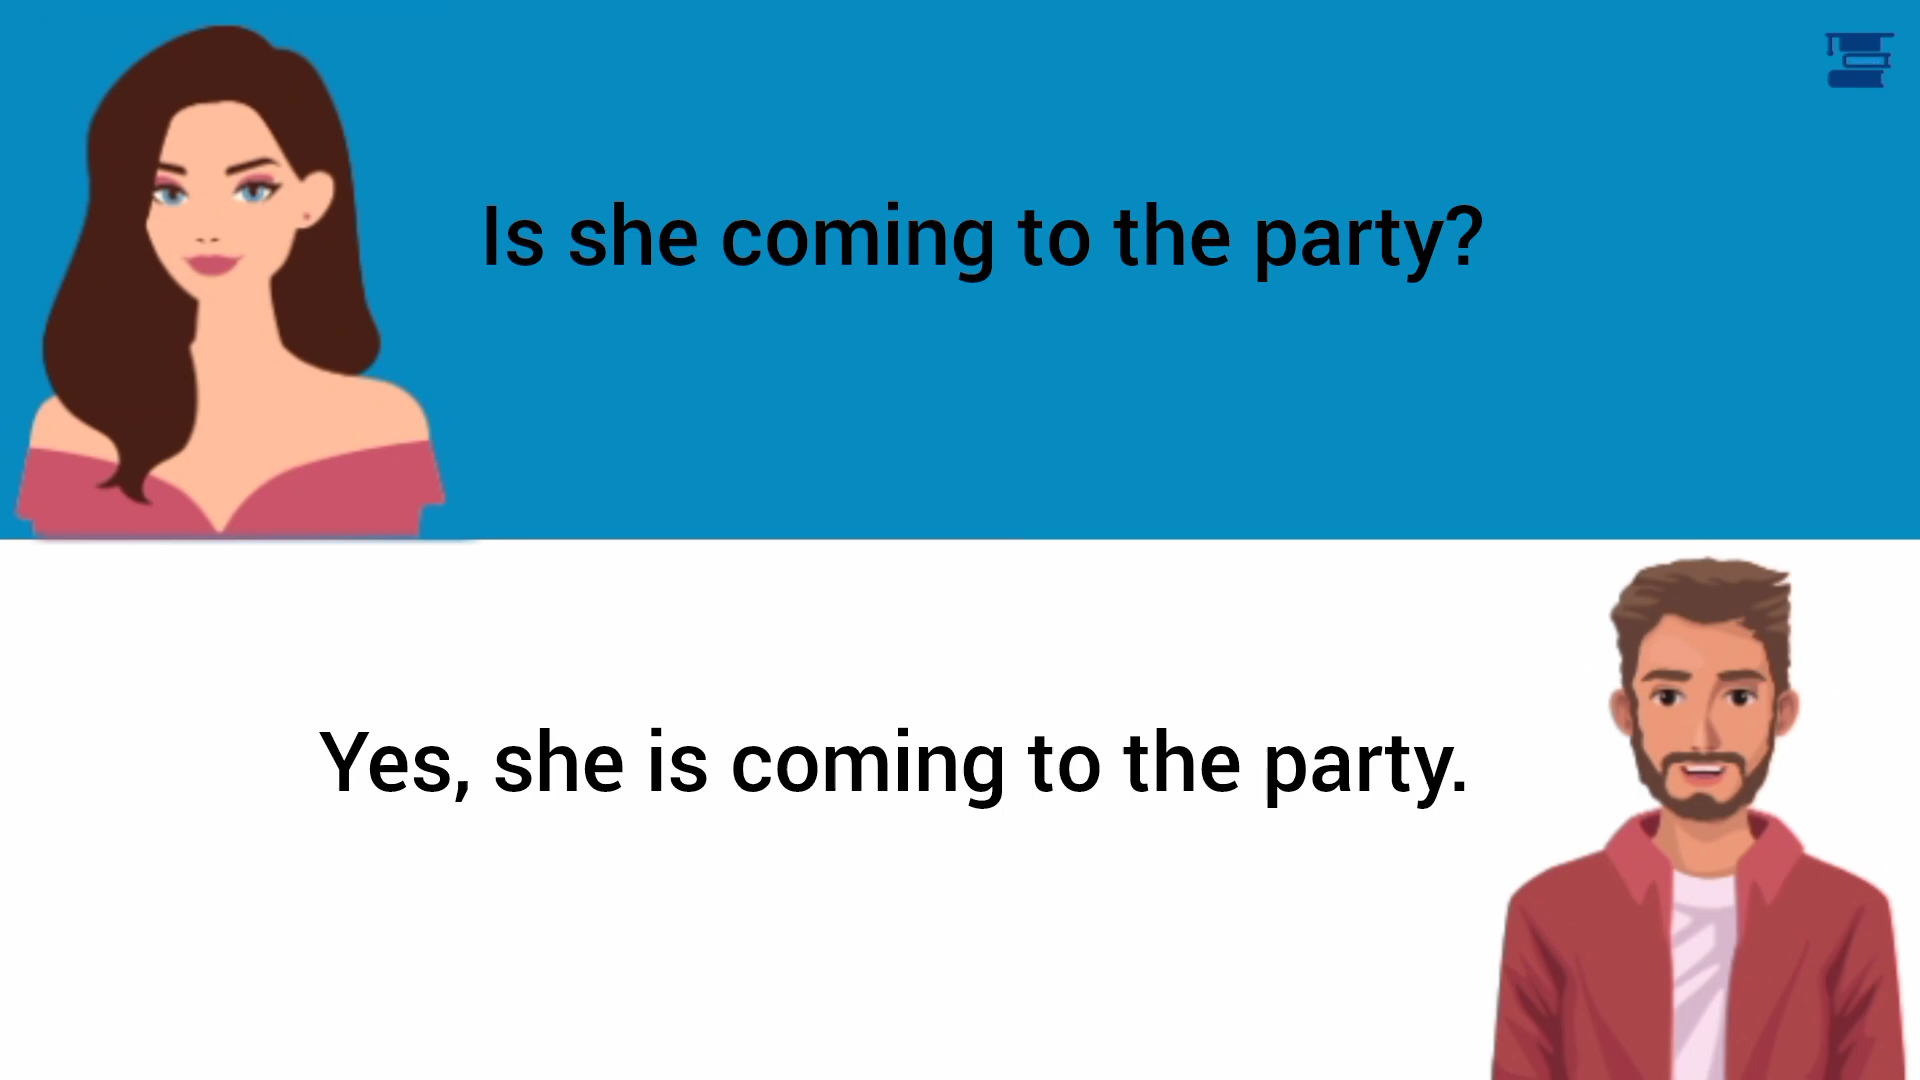 Is she coming to the party?
Yes, she is coming to the party.